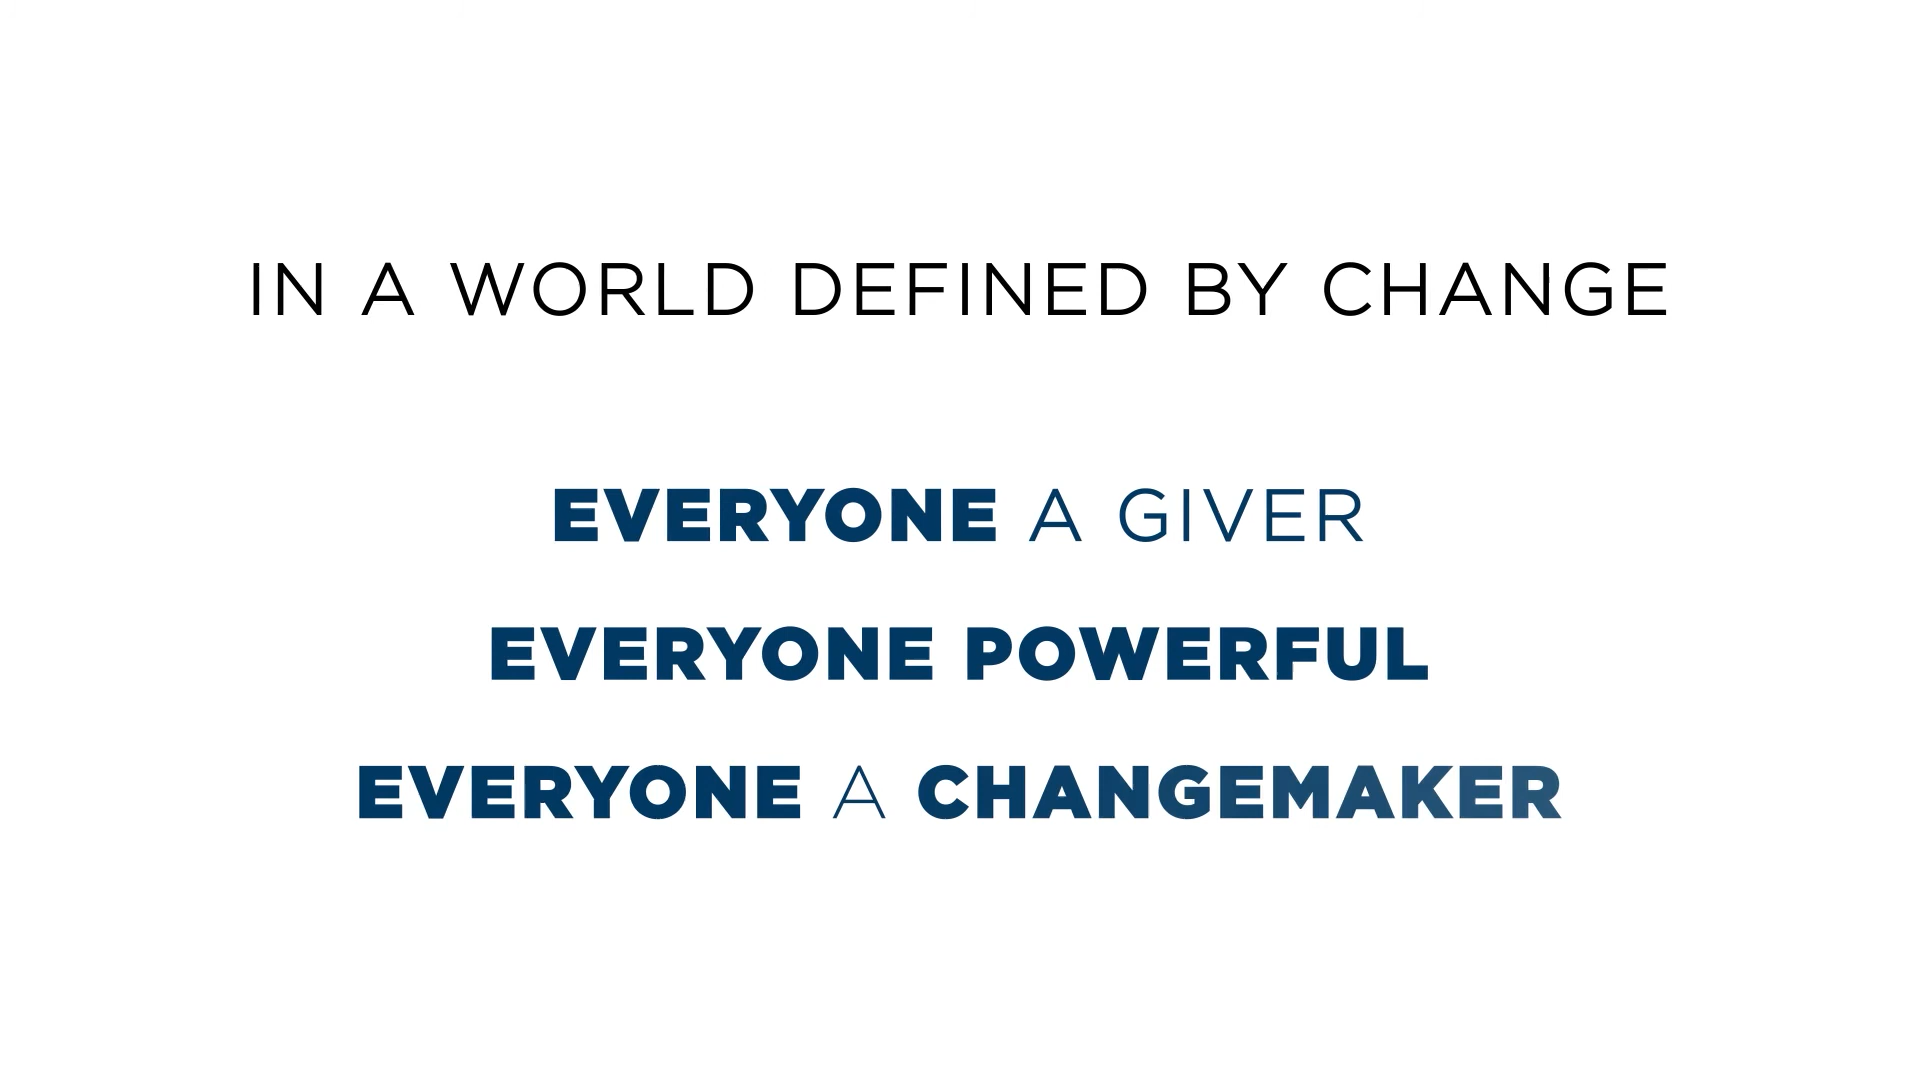 IN A WORLD DEFINED BY CHANGE
EVERYONE A GIVER
EVERYONE POWERFUL
EVERYONE A CHANGEMAKER